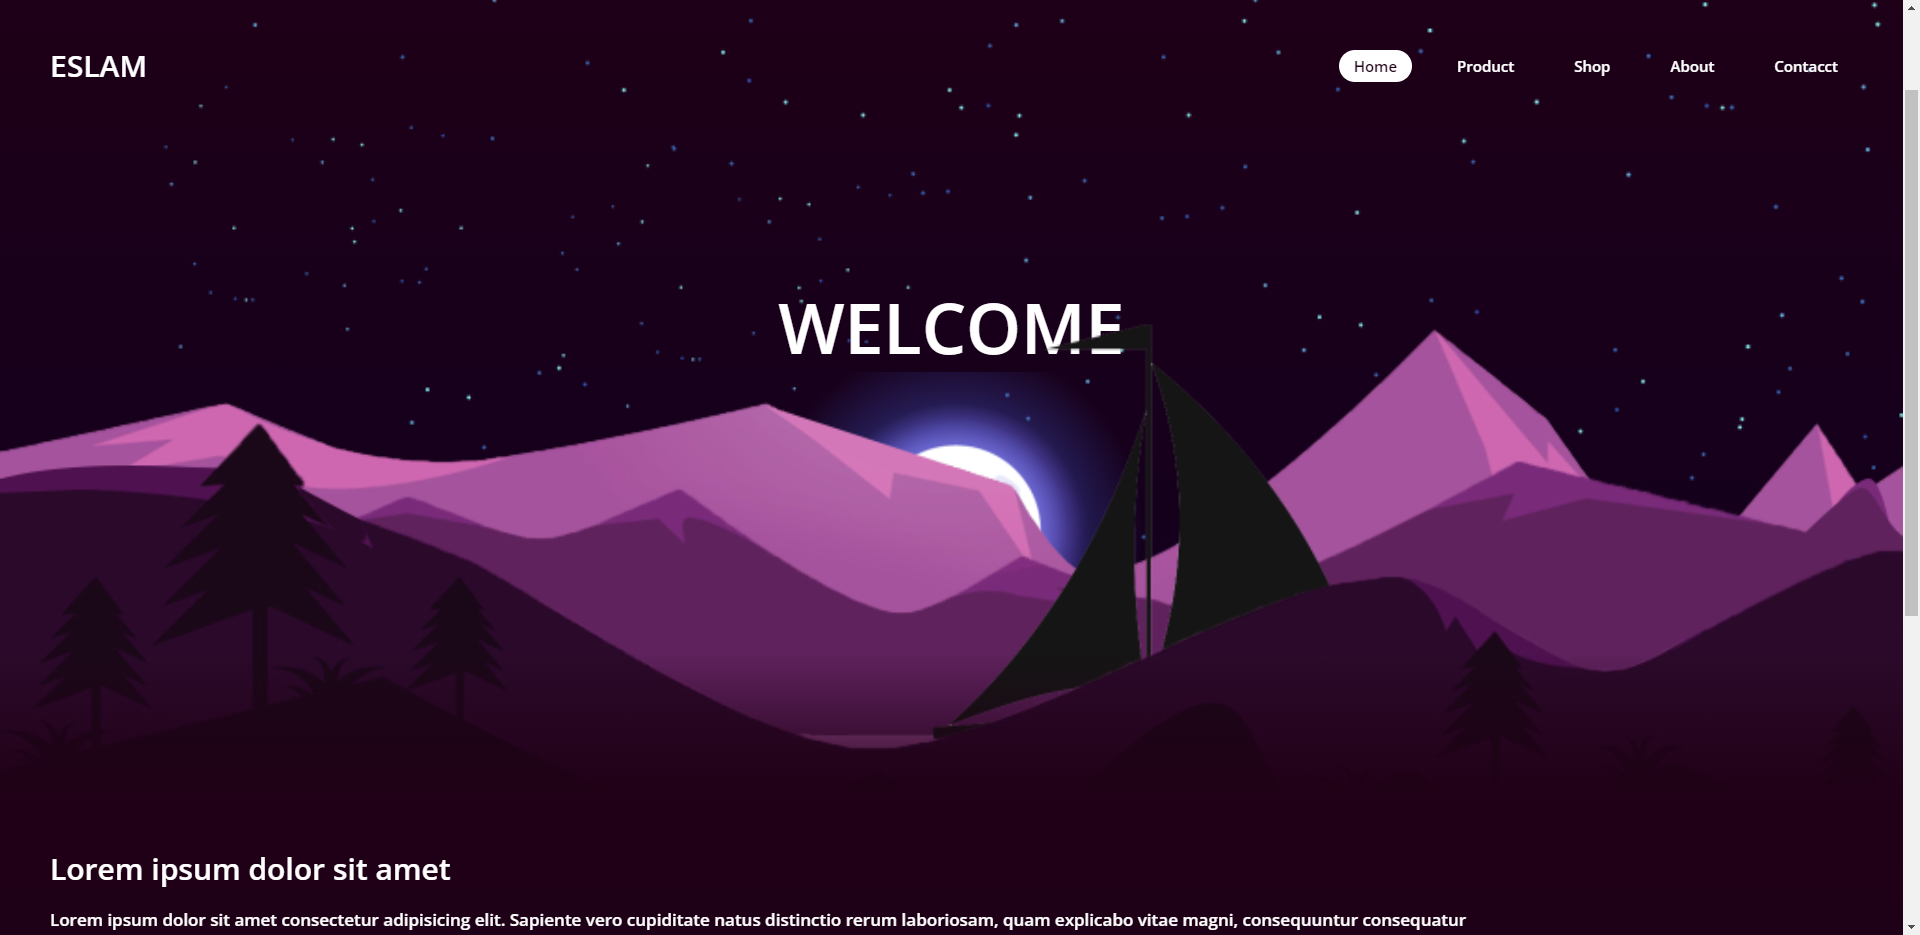 ESLAM
Home Product Shop About Contacct
WELCOME
Lorem ipsum dolor sit amet
Lorem ipsum dolor sit amet consectetur adipisicing elit. Sapiente vero cupiditate natus distinctio rerum laboriosam, quam explicabo vitae magni, consequuntur consequatur